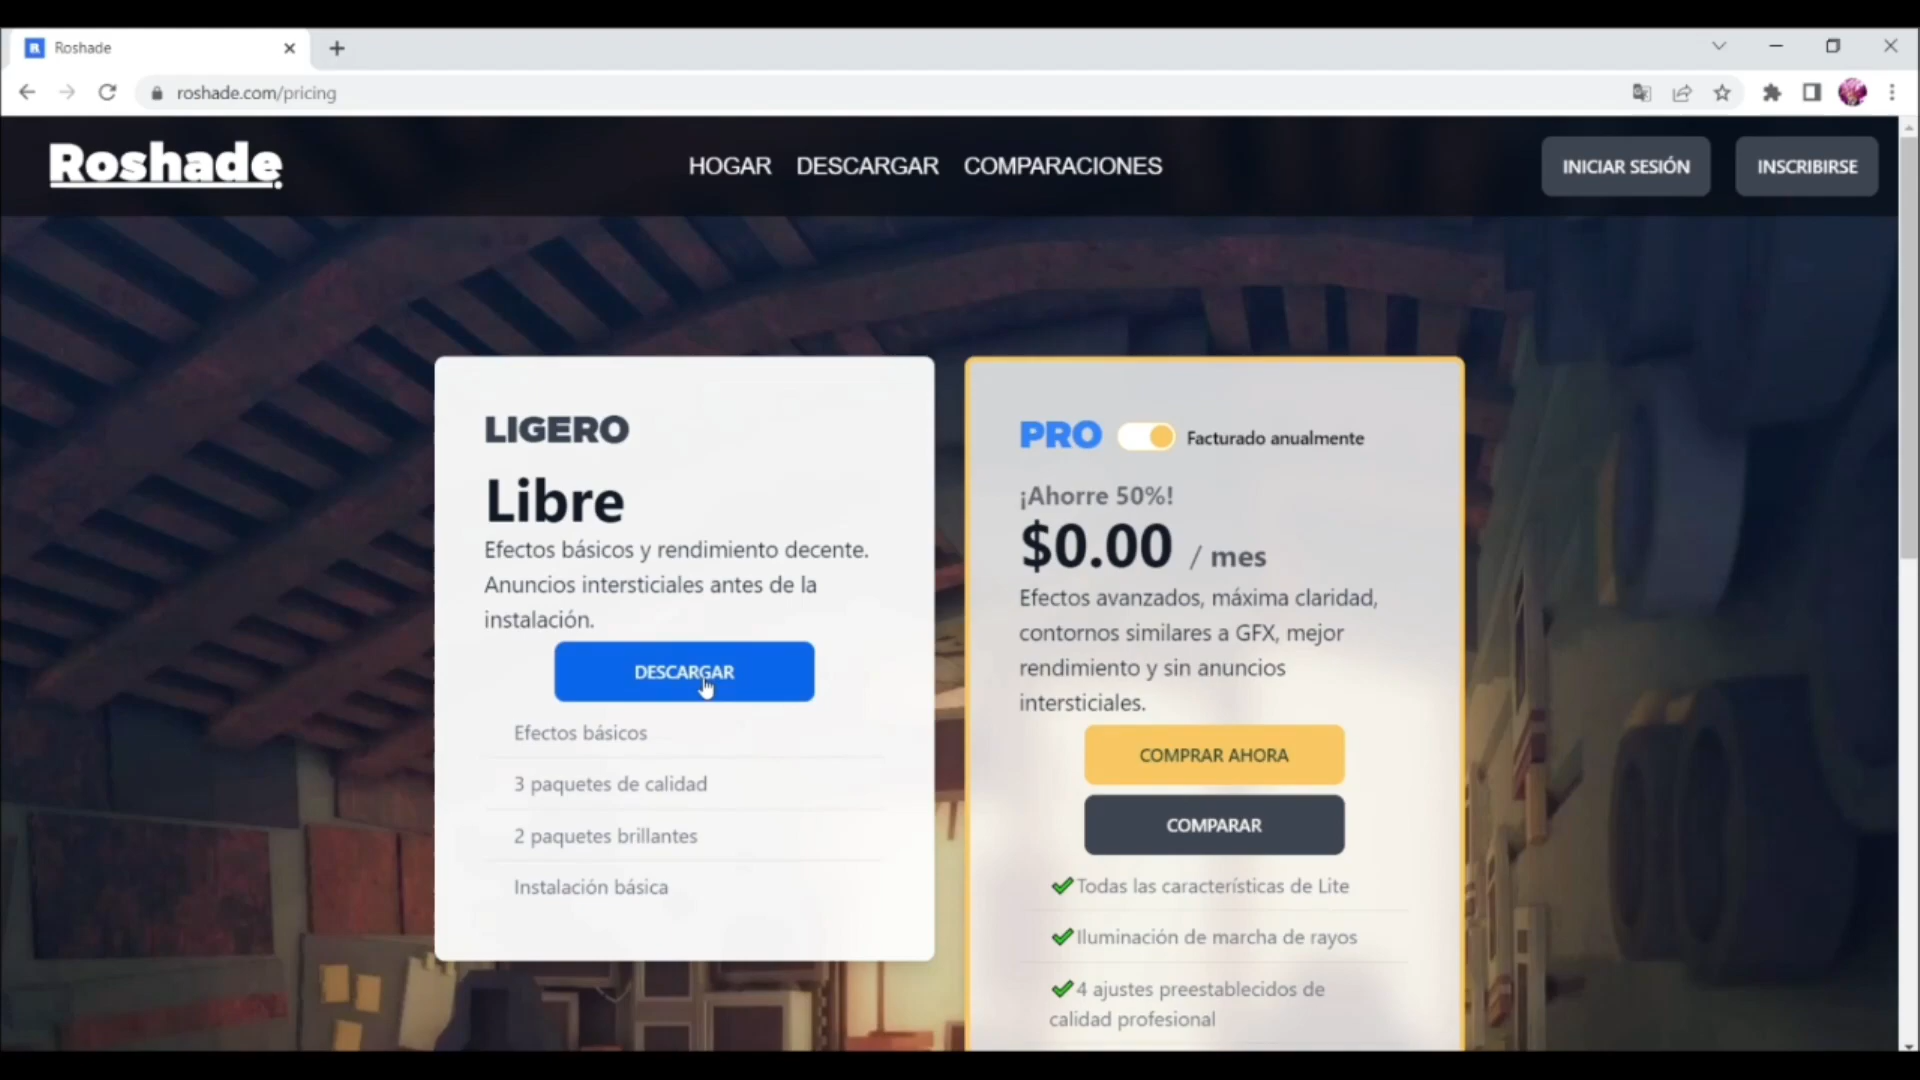 Roshade
roshade.com/pricing
Roshade
HOGAR DESCARGAR COMPARACIONES
INICIAR SESIÓN
INSCRIBIRSE
LIGERO
Libre
Efectos básicos y rendimiento decente.
Anuncios intersticiales antes de la
instalación.
DESCARGAR
Efectos básicos
3 paquetes de calidad
2 paquetes brillantes
Instalación básica
PRO
Facturado anualmente
¡Ahorre 50%!
$0.00 / mes
Efectos avanzados, máxima claridad,
contornos similares a GFX, mejor
rendimiento y sin anuncios
intersticiales.
COMPRAR AHORA
COMPARAR
Todas las características de Lite
Iluminación de marcha de rayos
4 ajustes preestablecidos de
calidad profesional